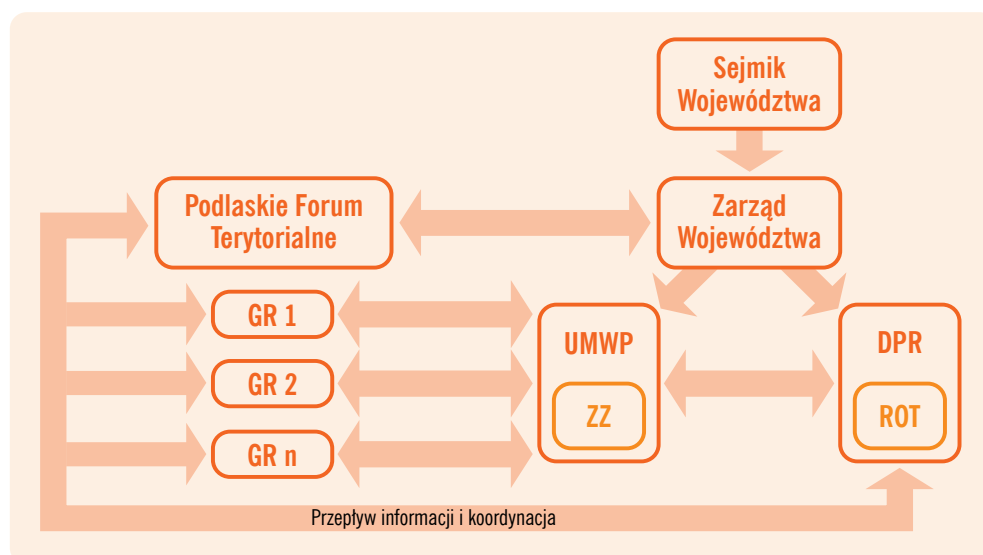 Sejmik
Województwa
Podlaskie Forum
Terytorialne
Zarząd
Województwa
GR 1
GR 2
GR n
UMWP
ZZ
DPR
ROT
Przepływ informacji i koordynacja